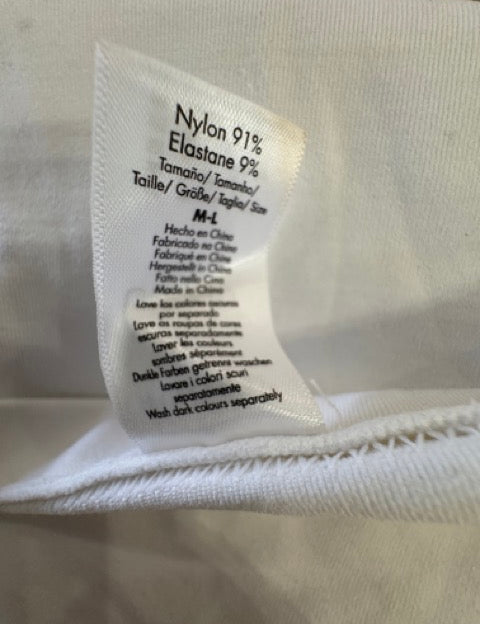 Nylon 91%
Elastane 9%
Tamaño/ Tamanho/
Taille/ Größe/ Taglia/ Size
M-L
Hecho en China
Fabricado na China
Fabriqué en Chine
Hergestellt in China
Fatto nella Cina
Made in China
Lave los colores oscuros
por separado
Lave as roupas de cores
escuras separadamente
Laver les couleurs
sombres séparément
Dunkle Farben getrennt waschen
Lavare i colori scuri
separatamente
Wash dark colours separately